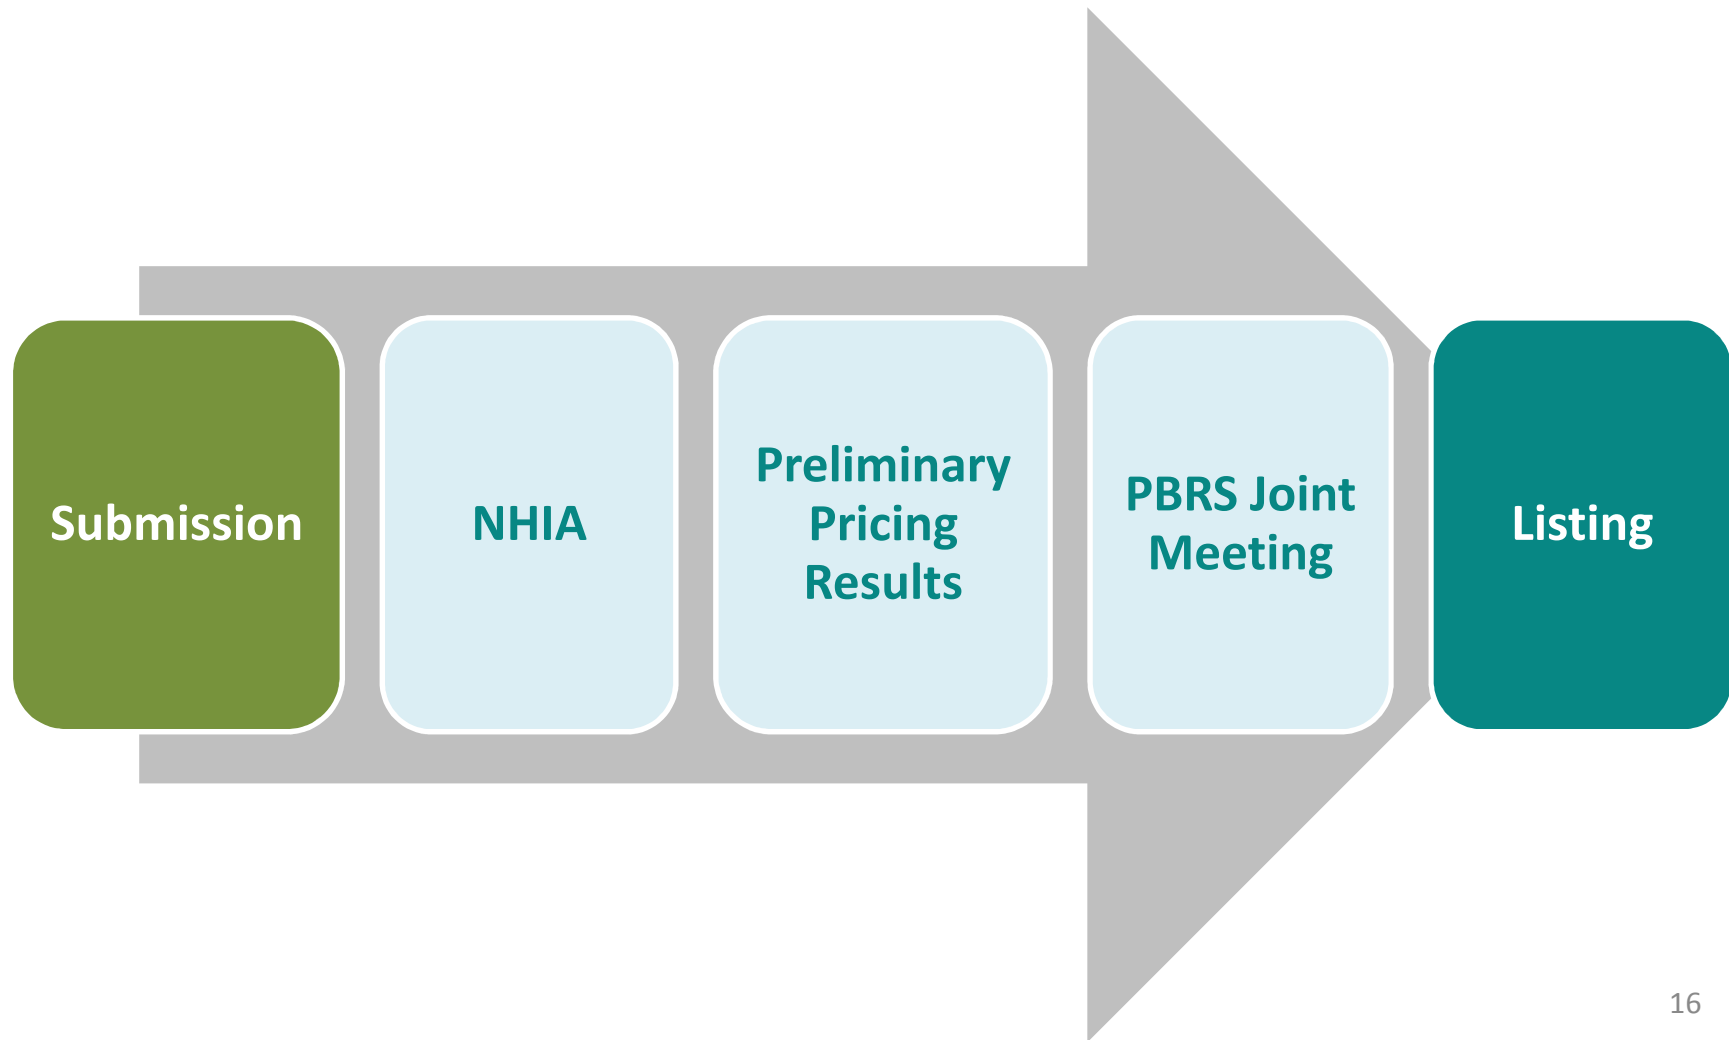 Submission
NHIA
Preliminary
Pricing
Results
PBRS Joint
Meeting
Listing
16